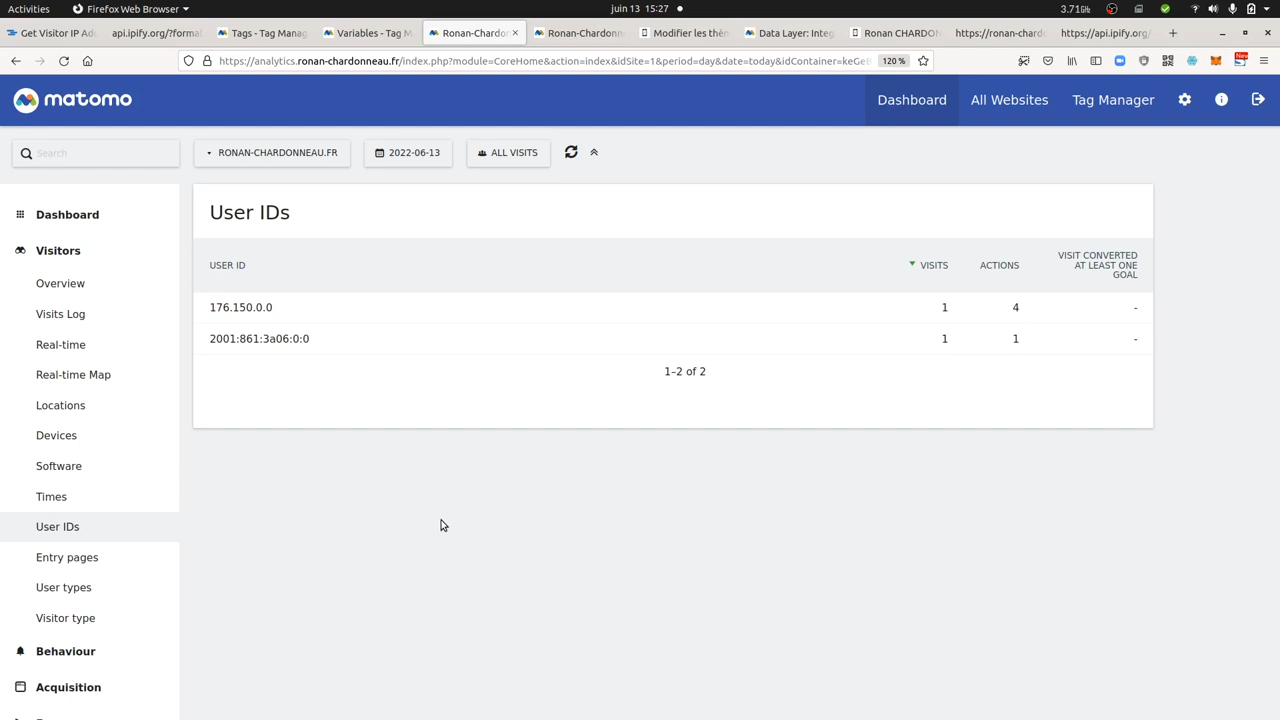 Activities
Firefox Web Browser
juin 13 15:27
3.71GiB
Get Visitor IP Ad
api.ipify.org/?format
Tags - Tag Manag
Variables - Tag M
Ronan-Chardo
Ronan-Chardonne
Modifier les thè
Data Layer: Integ
Ronan CHARDON
https://ronan-chard
https://api.ipify.org/
https://analytics.ronan-chardonneau.fr/index.php?module=CoreHome&action=index&idSite=1&period=day&date=today&idContainer=keGeE
120 %
New
matomo
Dashboard
All Websites
Tag Manager
Search
RONAN-CHARDONNEAU.FR
2022-06-13
ALL VISITS
Dashboard
Visitors
Overview
Visits Log
Real-time
Real-time Map
Locations
Devices
Software
Times
User IDs
Entry pages
User types
Visitor type
Behaviour
Acquisition
User IDs
USER ID
VISITS
ACTIONS
VISIT CONVERTED
AT LEAST ONE
GOAL
176.150.0.0 1 4 -
2001:861:3a06:0:0 1 1 -
1–2 of 2